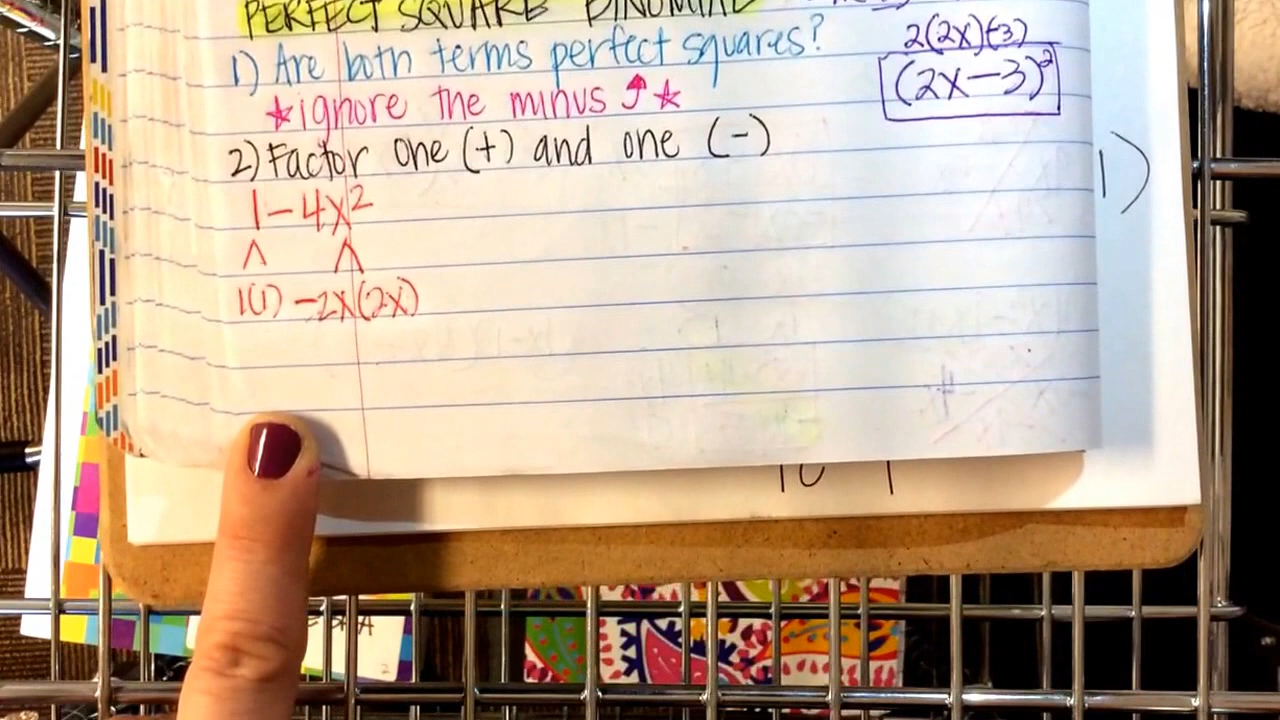 PERFECT SQUARE BINOMIAL
1) Are both terms perfect squares?
☆ignore the minus ↑☆
2) Factor one (+) and one (-)
1-4x²
^ ^
1(1) -2x(2x)
2(2x)(-3)
(2x-3)²
1)